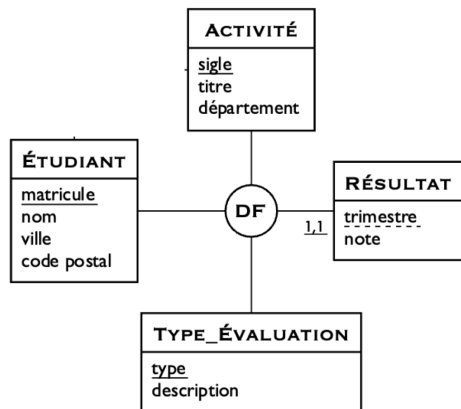 ACTIVITÉ
sigle
titre
département
ÉTUDIANT
matricule
nom
ville
code postal
DF
1,1
RÉSULTAT
trimestre
note
TYPE_ÉVALUATION
type
description